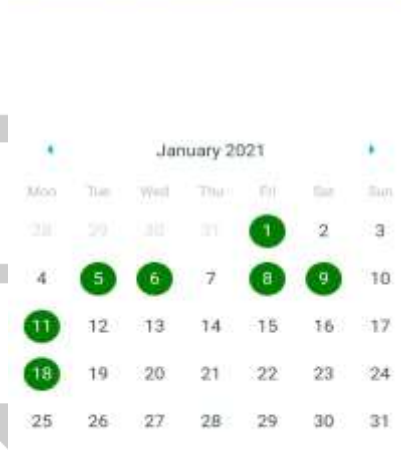 January 2021
Mon Tue Wed Thu Fri Sat Sun
28 29 30 31 1 2 3
4 5 6 7 8 9 10
11 12 13 14 15 16 17
18 19 20 21 22 23 24
25 26 27 28 29 30 31